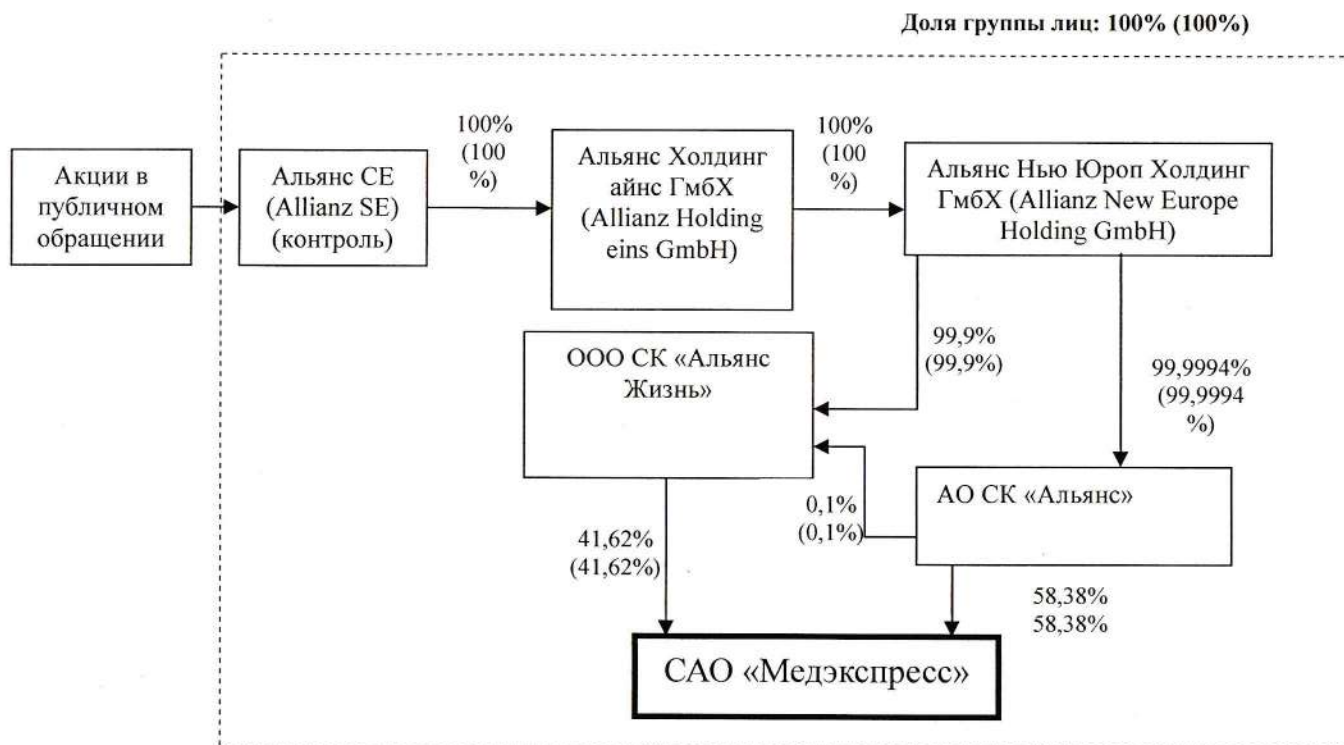 Доля группы лиц: 100% (100%)
Акции в
публичном
обращении
Альянс СЕ
(Allianz SE)
(контроль)
100%
(100
%)
Альянс Холдинг
айнс ГмбХ
(Allianz Holding
eins GmbH)
100%
(100
%)
Альянс Нью Юроп Холдинг
ГмбХ (Allianz New Europe
Holding GmbH)
99,9%
(99,9%)
99,9994%
(99,9994
%)
ООО СК «Альянс
Жизнь»
АО СК «Альянс»
0,1%
(0,1%)
41,62%
(41,62%)
58,38%
58,38%
САО «Медэкспресс»